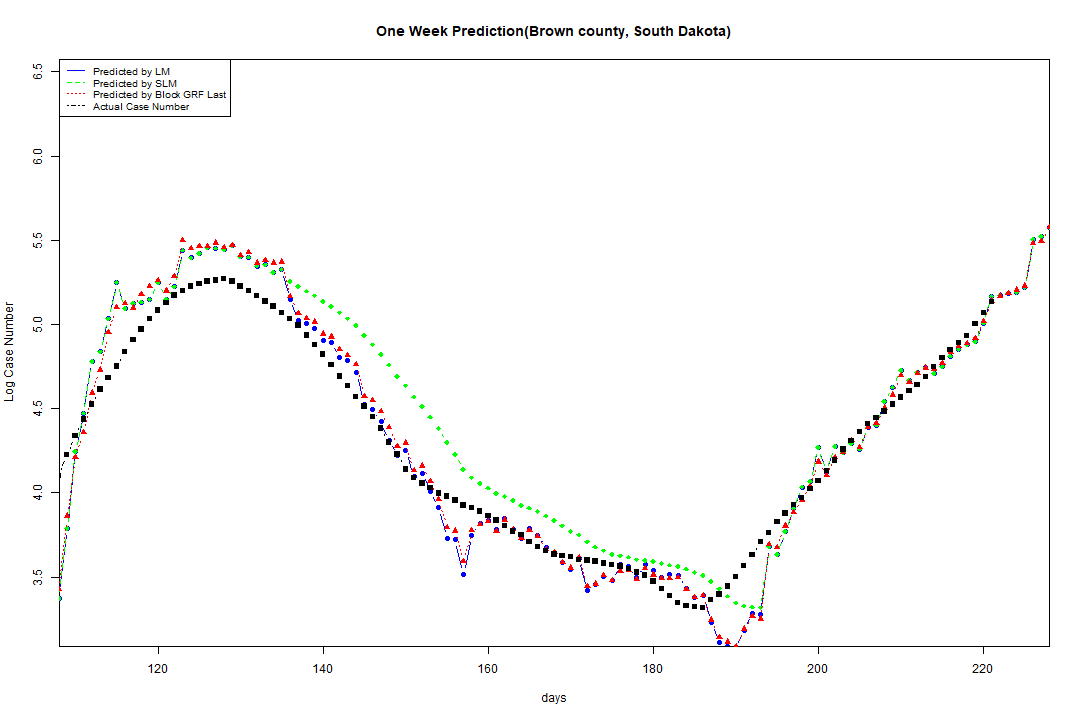 One Week Prediction(Brown county, South Dakota)
Predicted by LM
Predicted by SLM
Predicted by Block GRF Last
Actual Case Number
Log Case Number
6.5
6.0
5.5
5.0
4.5
4.0
3.5
120 140 160 180 200 220
days